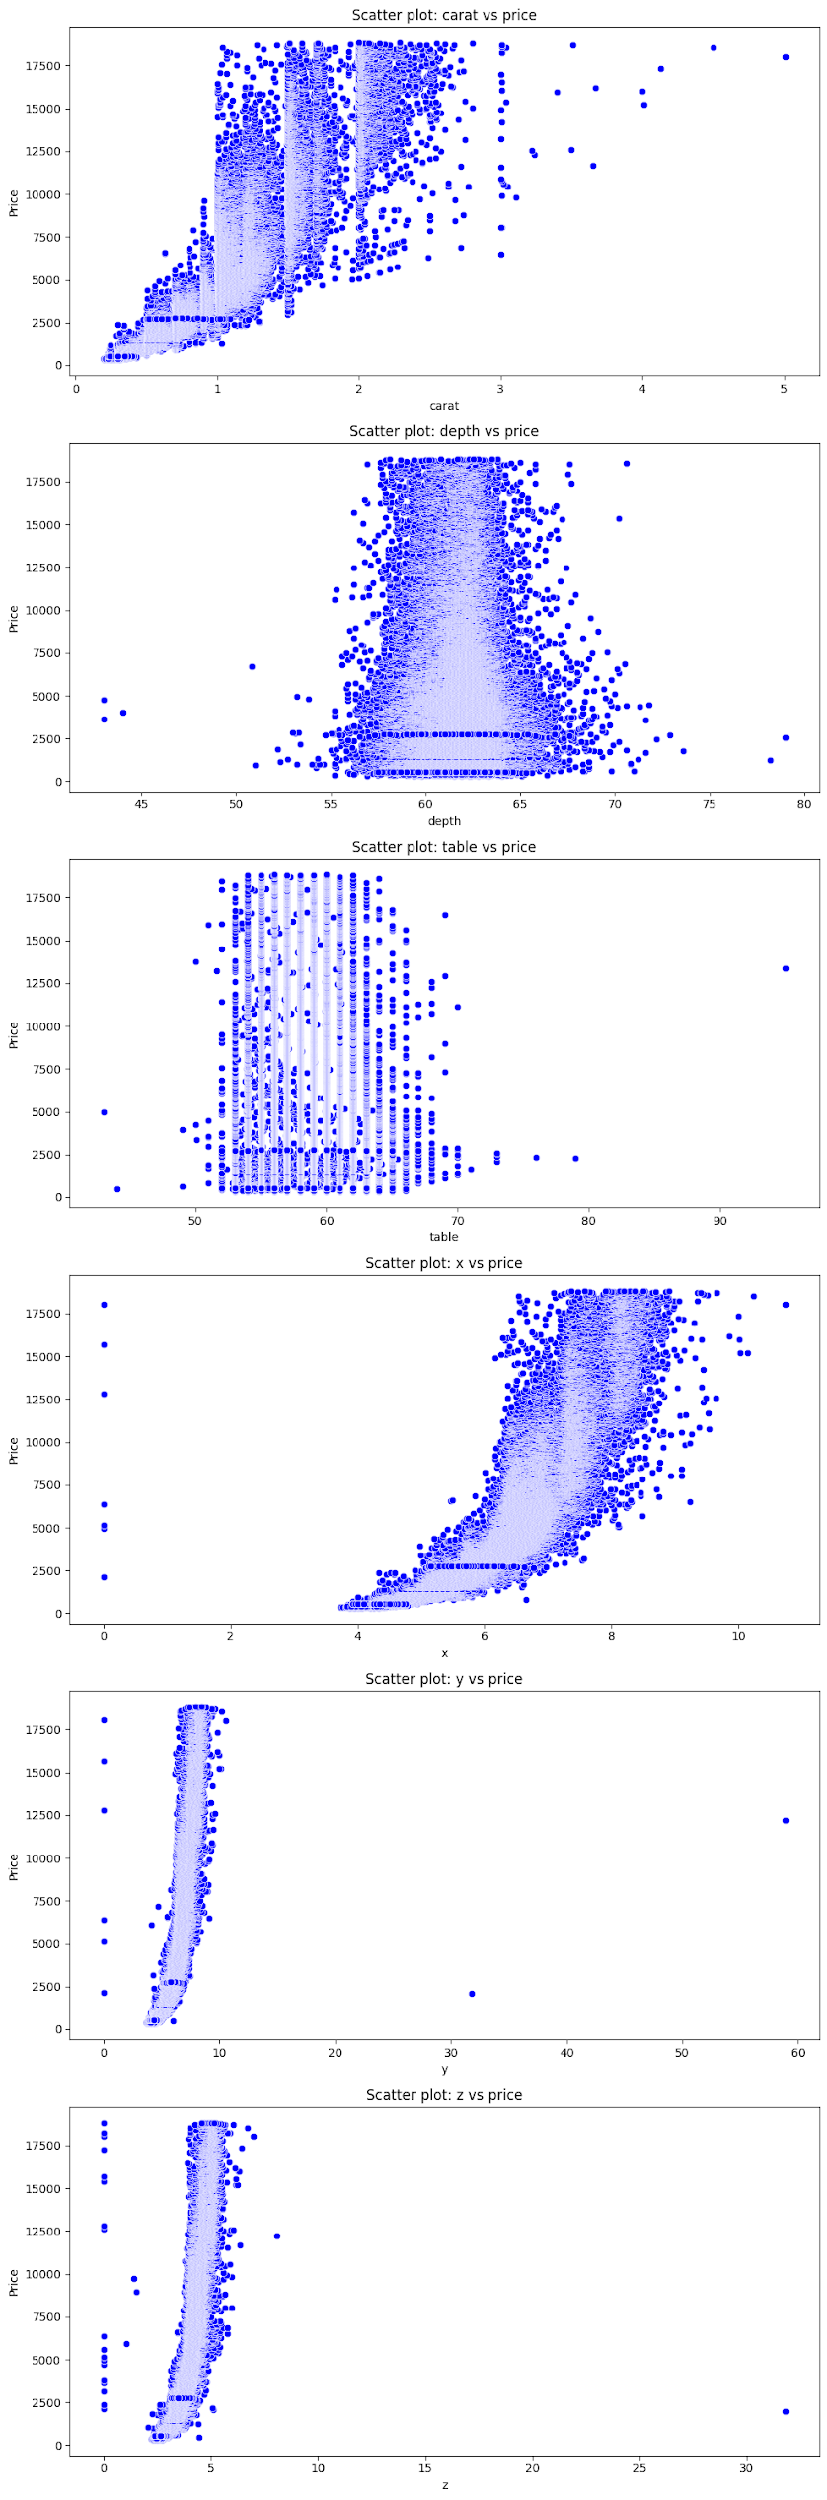 Scatter plot: carat vs price
17500
15000
12500
10000
7500
5000
2500
0
Price
0 1 2 3 4 5
carat
Scatter plot: depth vs price
17500
15000
12500
10000
7500
5000
2500
0
Price
45 50 55 60 65 70 75 80
depth
Scatter plot: table vs price
17500
15000
12500
10000
7500
5000
2500
0
Price
50 60 70 80 90
table
Scatter plot: x vs price
17500
15000
12500
10000
7500
5000
2500
0
Price
0 2 4 6 8 10
x
Scatter plot: y vs price
17500
15000
12500
10000
7500
5000
2500
0
Price
0 10 20 30 40 50 60
y
Scatter plot: z vs price
17500
15000
12500
10000
7500
5000
2500
0
Price
0 5 10 15 20 25 30
z